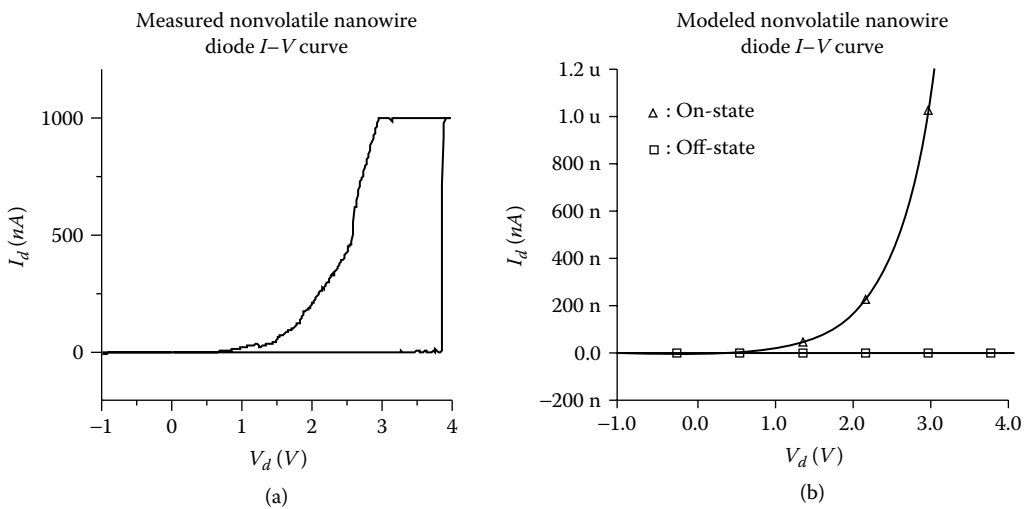 Measured nonvolatile nanowire
diode I–V curve
1000
500
0
I_d (nA)
−1
0
1
2
3
4
V_d (V)
(a)
Modeled nonvolatile nanowire
diode I–V curve
1.2 u
1.0 u
800 n
600 n
400 n
200 n
0.0
−200 n
I_d (nA)
: On-state
: Off-state
−1.0
0.0
1.0
2.0
3.0
4.0
V_d (V)
(b)